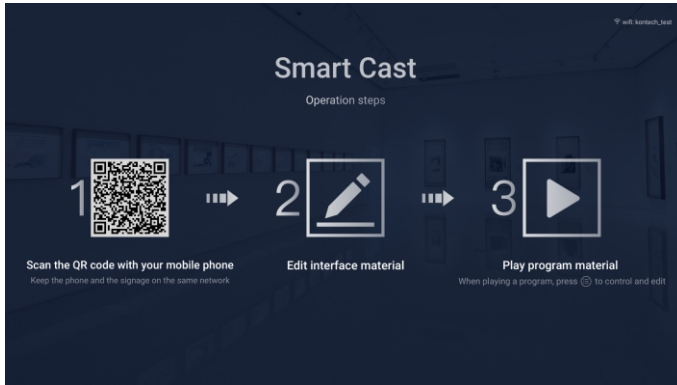 wifi: kontech_test
Smart Cast
Operation steps
1
2
3
Scan the QR code with your mobile phone
Edit interface material
Play program material
Keep the phone and the signage on the same network
When playing a program, press to control and edit